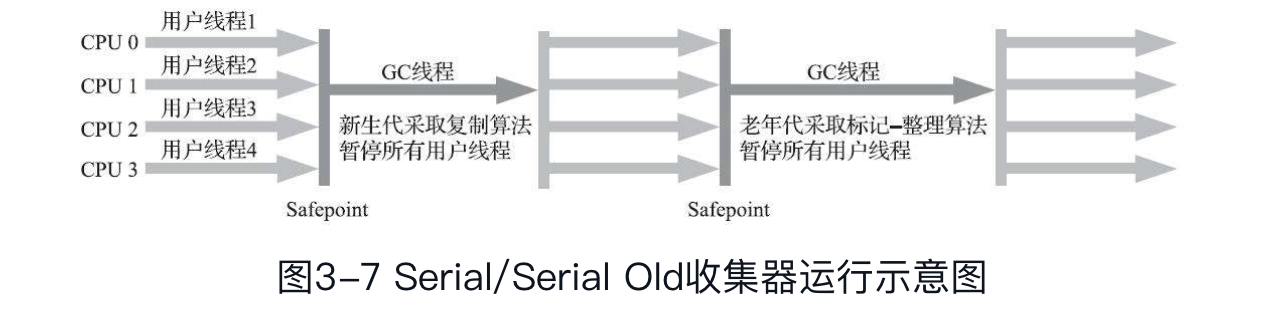 用户线程1
CPU 0
用户线程2
CPU 1
用户线程3
CPU 2
用户线程4
CPU 3
GC线程
新生代采取复制算法
暂停所有用户线程
Safepoint
GC线程
老年代采取标记–整理算法
暂停所有用户线程
Safepoint
图3–7 Serial/Serial Old收集器运行示意图